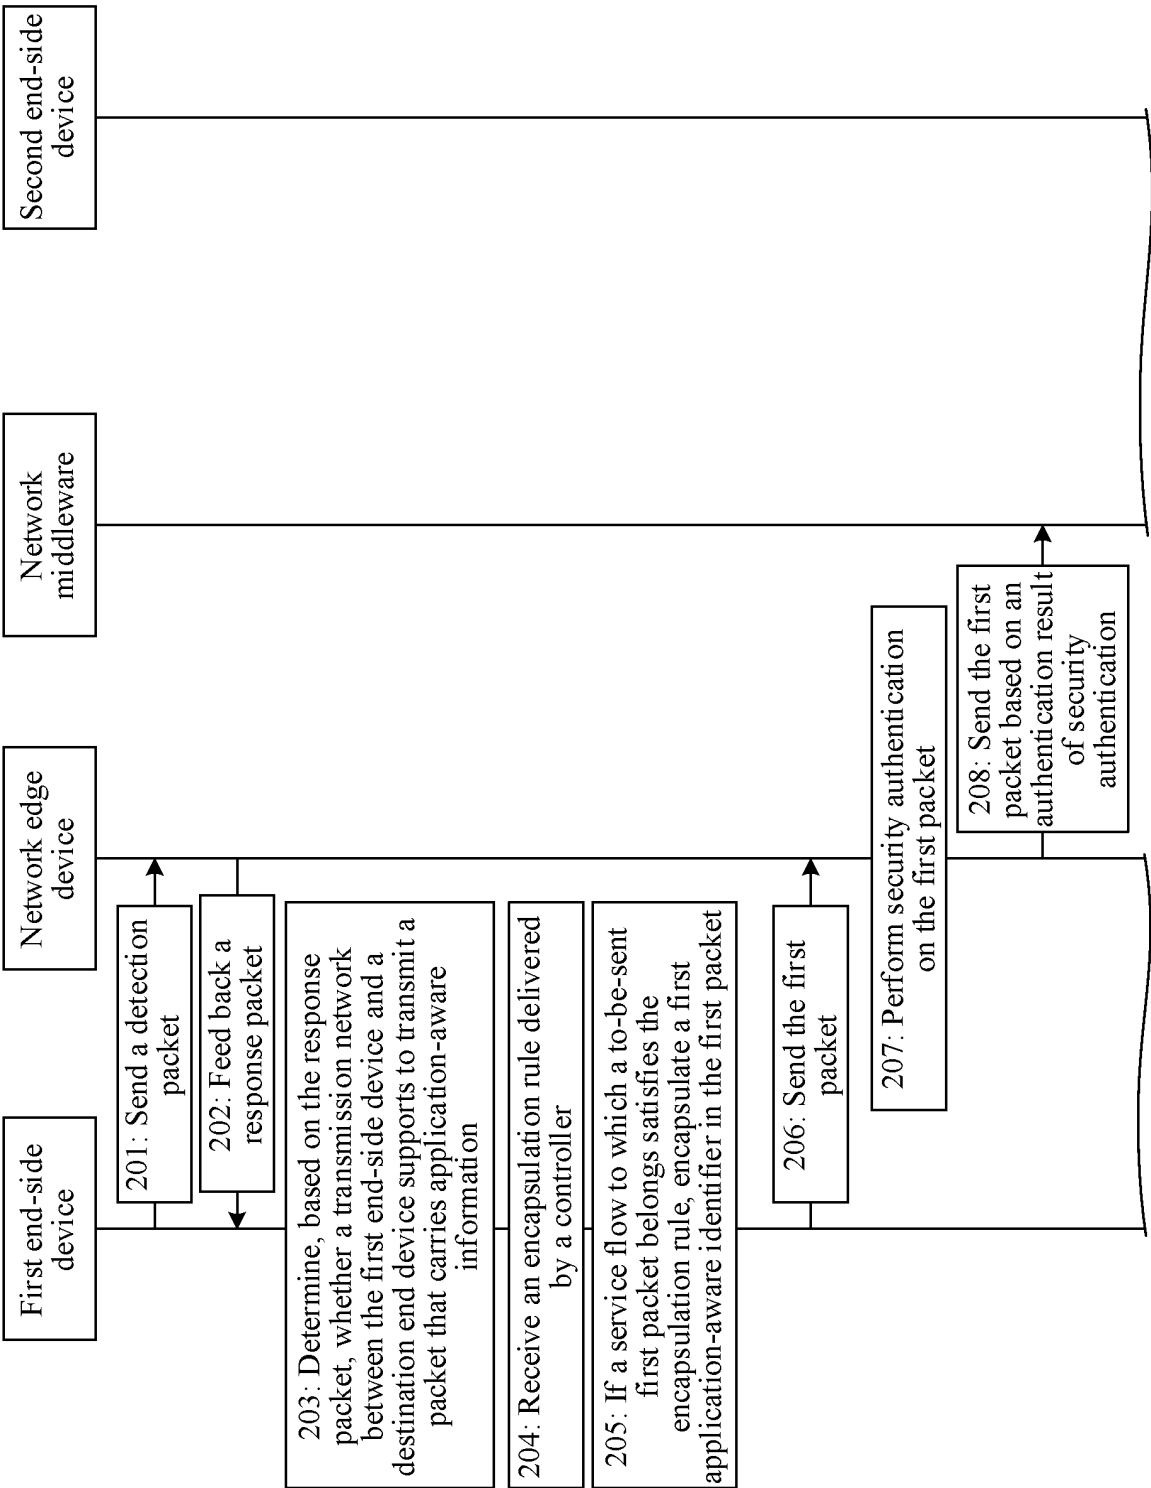 First end-side
device
Network edge
device
Network
middleware
Second end-side
device
201: Send a detection
packet
202: Feed back a
response packet
203: Determine, based on the response
packet, whether a transmission network
between the first end-side device and a
destination end device supports to transmit a
packet that carries application-aware
information
204: Receive an encapsulation rule delivered
by a controller
205: If a service flow to which a to-be-sent
first packet belongs satisfies the
encapsulation rule, encapsulate a first
application-aware identifier in the first packet
206: Send the first
packet
207: Perform security authentication
on the first packet
208: Send the first
packet based on an
authentication result
of security
authentication